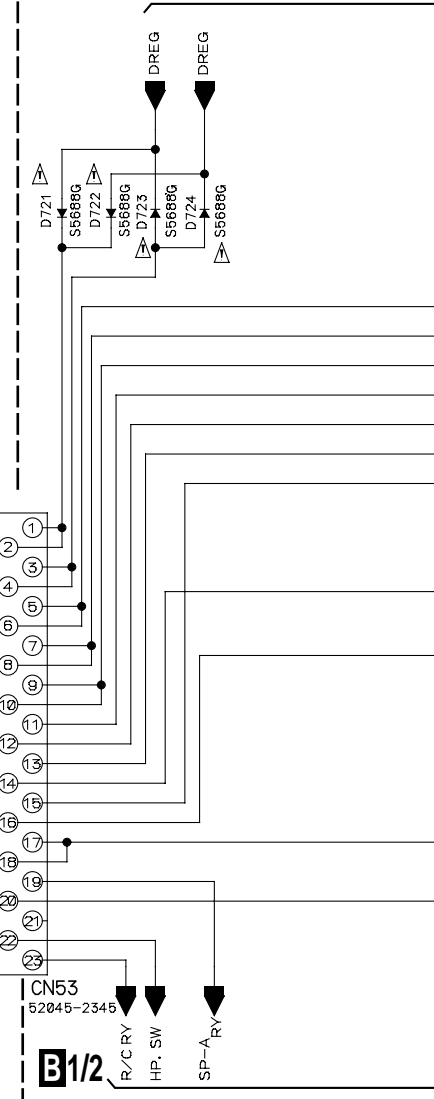 DREG
DREG
D721
S5688G
D722
S5688G
D723
S5688G
D724
S5688G
1
2
3
4
5
6
7
8
9
10
11
12
13
14
15
16
17
18
19
20
21
22
23
CN53
52045-2345
R/C RY
HP. SW
SP-A RY
B 1/2